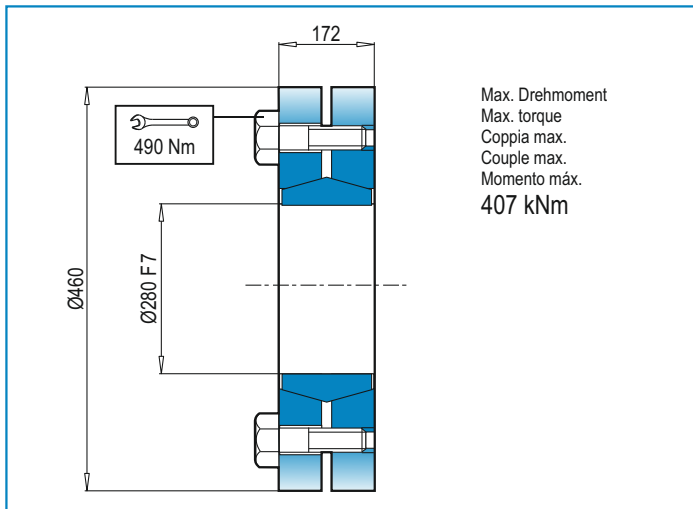 172
490 Nm
Ø460
Ø280 F7
Max. Drehmoment
Max. torque
Coppia max.
Couple max.
Momento máx.
407 kNm